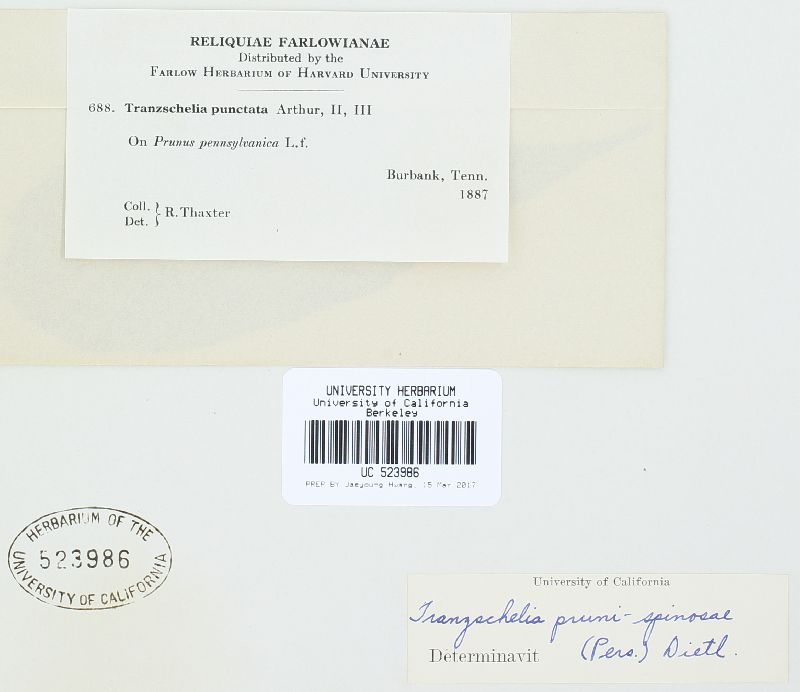 RELIQUIAE FARLOWIANAE
Distributed by the
FARLOW HERBARIUM OF HARVARD UNIVERSITY
688. Tranzschelia punctata Arthur, II, III
On Prunus pennsylvanica L.f.
Burbank, Tenn.
1887
Coll. } R. Thaxter
Det.
UNIVERSITY HERBARIUM
University of California
Berkeley
UC 523986
PREP BY Jaeyoung Hwang, 15 Mar 2017
HERBARIUM OF THE
523986
UNIVERSITY OF CALIFORNIA
University of California
Tranzschelia pruni-spinosae
Determinavit (Pers.) Dietl.